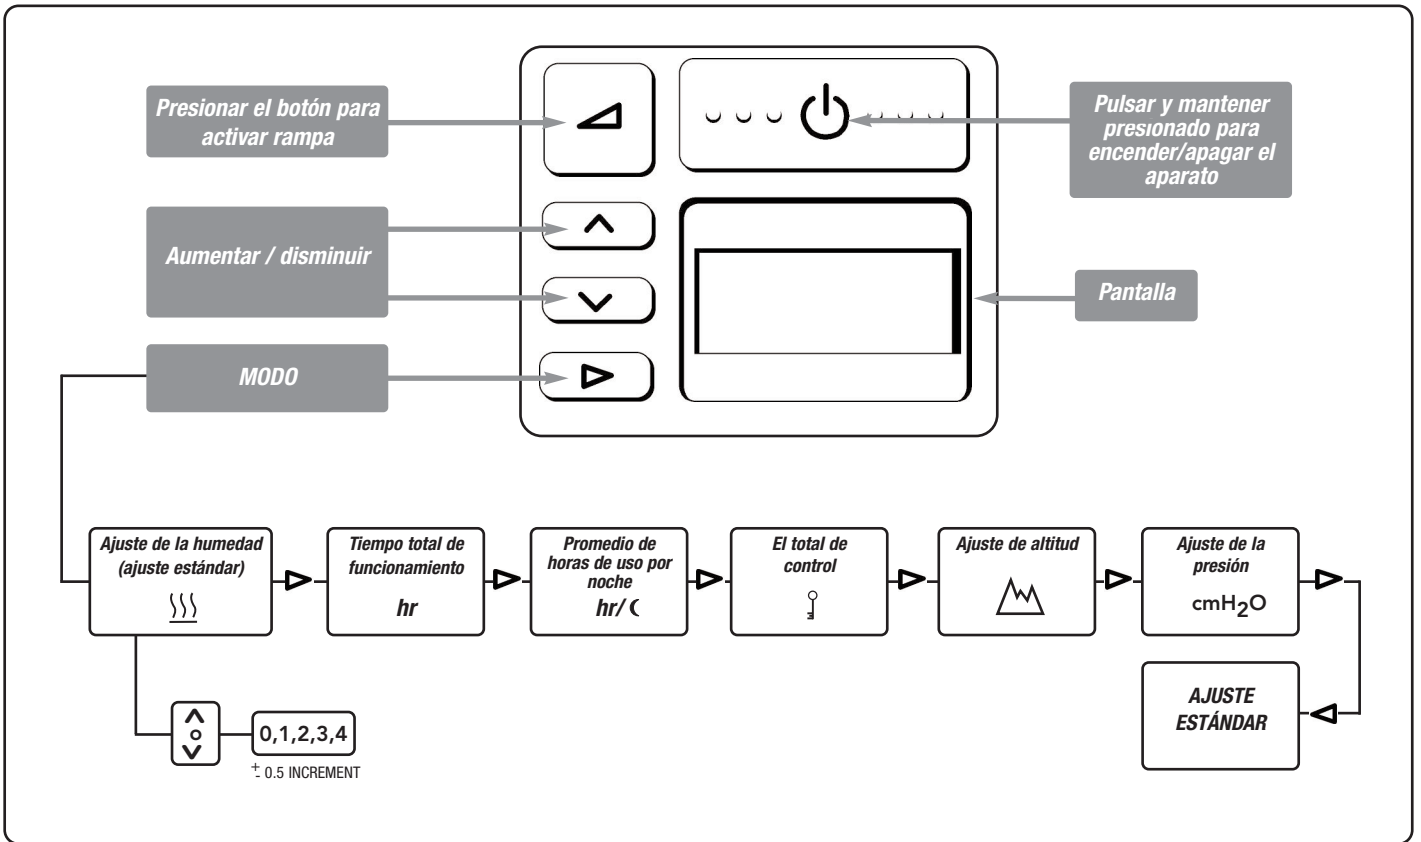 Presionar el botón para
activar rampa
Pulsar y mantener
presionado para
encender/apagar el
aparato
Aumentar / disminuir
Pantalla
MODO
Ajuste de la humedad
(ajuste estándar)
Tiempo total de
funcionamiento
hr
Promedio de
horas de uso por
noche
hr/
El total de
control
Ajuste de altitud
Ajuste de la
presión
cmH2O
AJUSTE
ESTÁNDAR
0,1,2,3,4
+- 0.5 INCREMENT